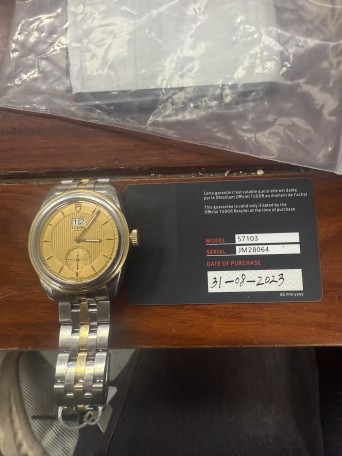 Cette garantie n'est valable que si elle est datée
par le Détaillant Officiel TUDOR au moment de l'achat
This guarantee is valid only if dated by the
Official TUDOR Retailer at the time of purchase
MODEL 57103
SERIAL JM28064
DATE OF PURCHASE
31-08-2023
dd.mm.yyyy
12
TUDOR